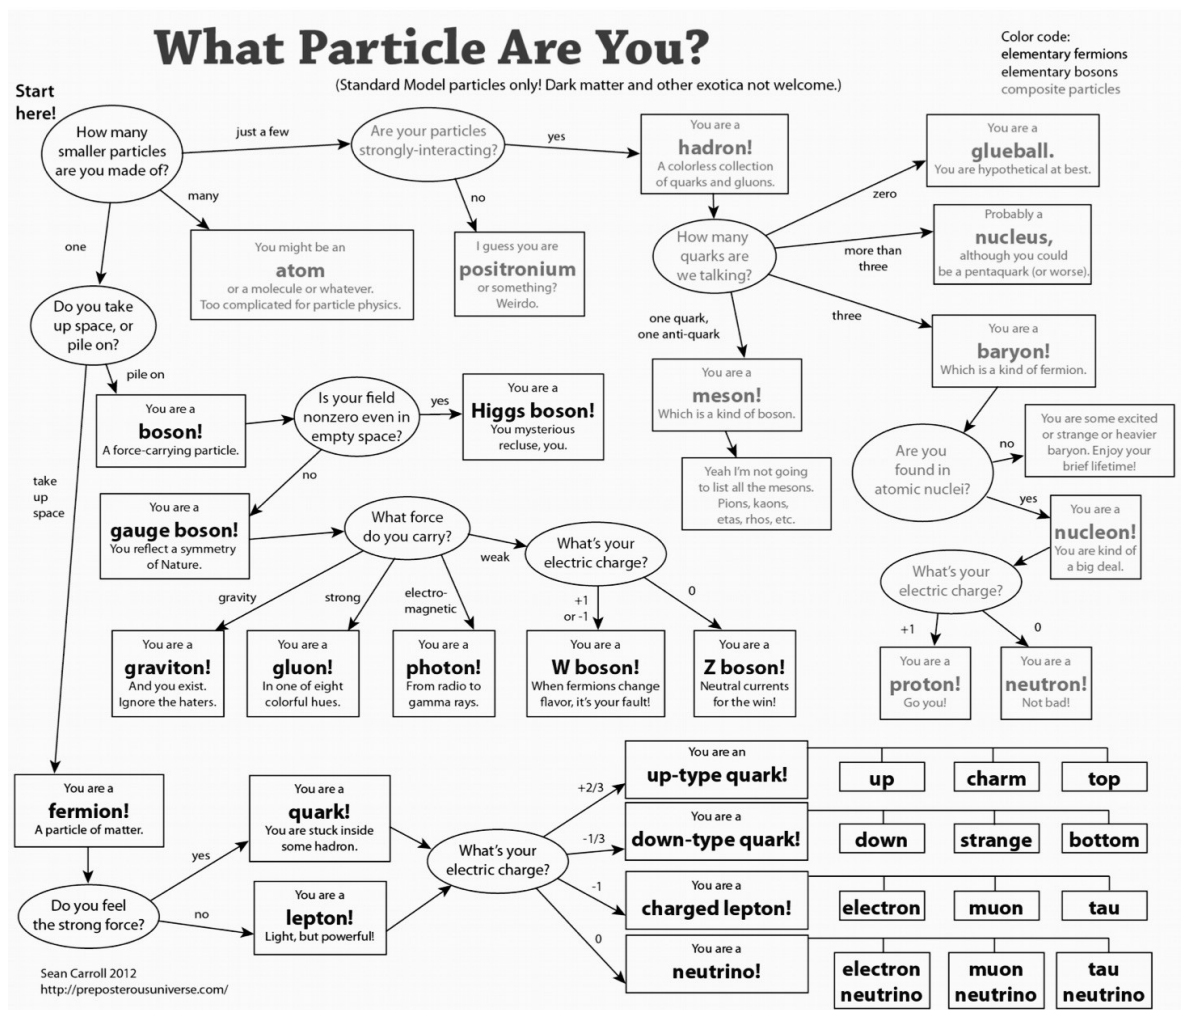 What Particle Are You?
(Standard Model particles only! Dark matter and other exotica not welcome.)
Color code:
elementary fermions
elementary bosons
composite particles
Start
here!
How many
smaller particles
are you made of?
just a few
Are your particles
strongly-interacting?
yes
You are a
hadron!
A colorless collection
of quarks and gluons.
You are a
glueball.
You are hypothetical at best.
zero
many
no
one
You might be an
atom
or a molecule or whatever.
Too complicated for particle physics.
I guess you are
positronium
or something?
Weirdo.
How many
quarks are
we talking?
more than
three
Probably a
nucleus,
although you could
be a pentaquark (or worse).
Do you take
up space, or
pile on?
one quark,
one anti-quark
three
You are a
baryon!
Which is a kind of fermion.
pile on
You are a
boson!
A force-carrying particle.
Is your field
nonzero even in
empty space?
yes
You are a
Higgs boson!
You mysterious
recluse, you.
You are a
meson!
Which is a kind of boson.
Are you
found in
atomic nuclei?
no
You are some excited
or strange or heavier
baryon. Enjoy your
brief lifetime!
Yeah I'm not going
to list all the mesons.
Pions, kaons,
etas, rhos, etc.
yes
You are a
nucleon!
You are kind of
a big deal.
take
up
space
no
You are a
gauge boson!
You reflect a symmetry
of Nature.
What force
do you carry?
weak
What's your
electric charge?
What's your
electric charge?
gravity
strong
electro-
magnetic
+1
or -1
0
+1
0
You are a
graviton!
And you exist.
Ignore the haters.
You are a
gluon!
In one of eight
colorful hues.
You are a
photon!
From radio to
gamma rays.
You are a
W boson!
When fermions change
flavor, it's your fault!
You are a
Z boson!
Neutral currents
for the win!
You are a
proton!
Go you!
You are a
neutron!
Not bad!
You are a
fermion!
A particle of matter.
Do you feel
the strong force?
yes
no
You are a
quark!
You are stuck inside
some hadron.
You are a
lepton!
Light, but powerful!
What's your
electric charge?
+2/3
-1/3
-1
0
You are an
up-type quark!
up
charm
top
You are a
down-type quark!
down
strange
bottom
You are a
charged lepton!
electron
muon
tau
You are a
neutrino!
electron
neutrino
muon
neutrino
tau
neutrino
Sean Carroll 2012
http://preposterousuniverse.com/